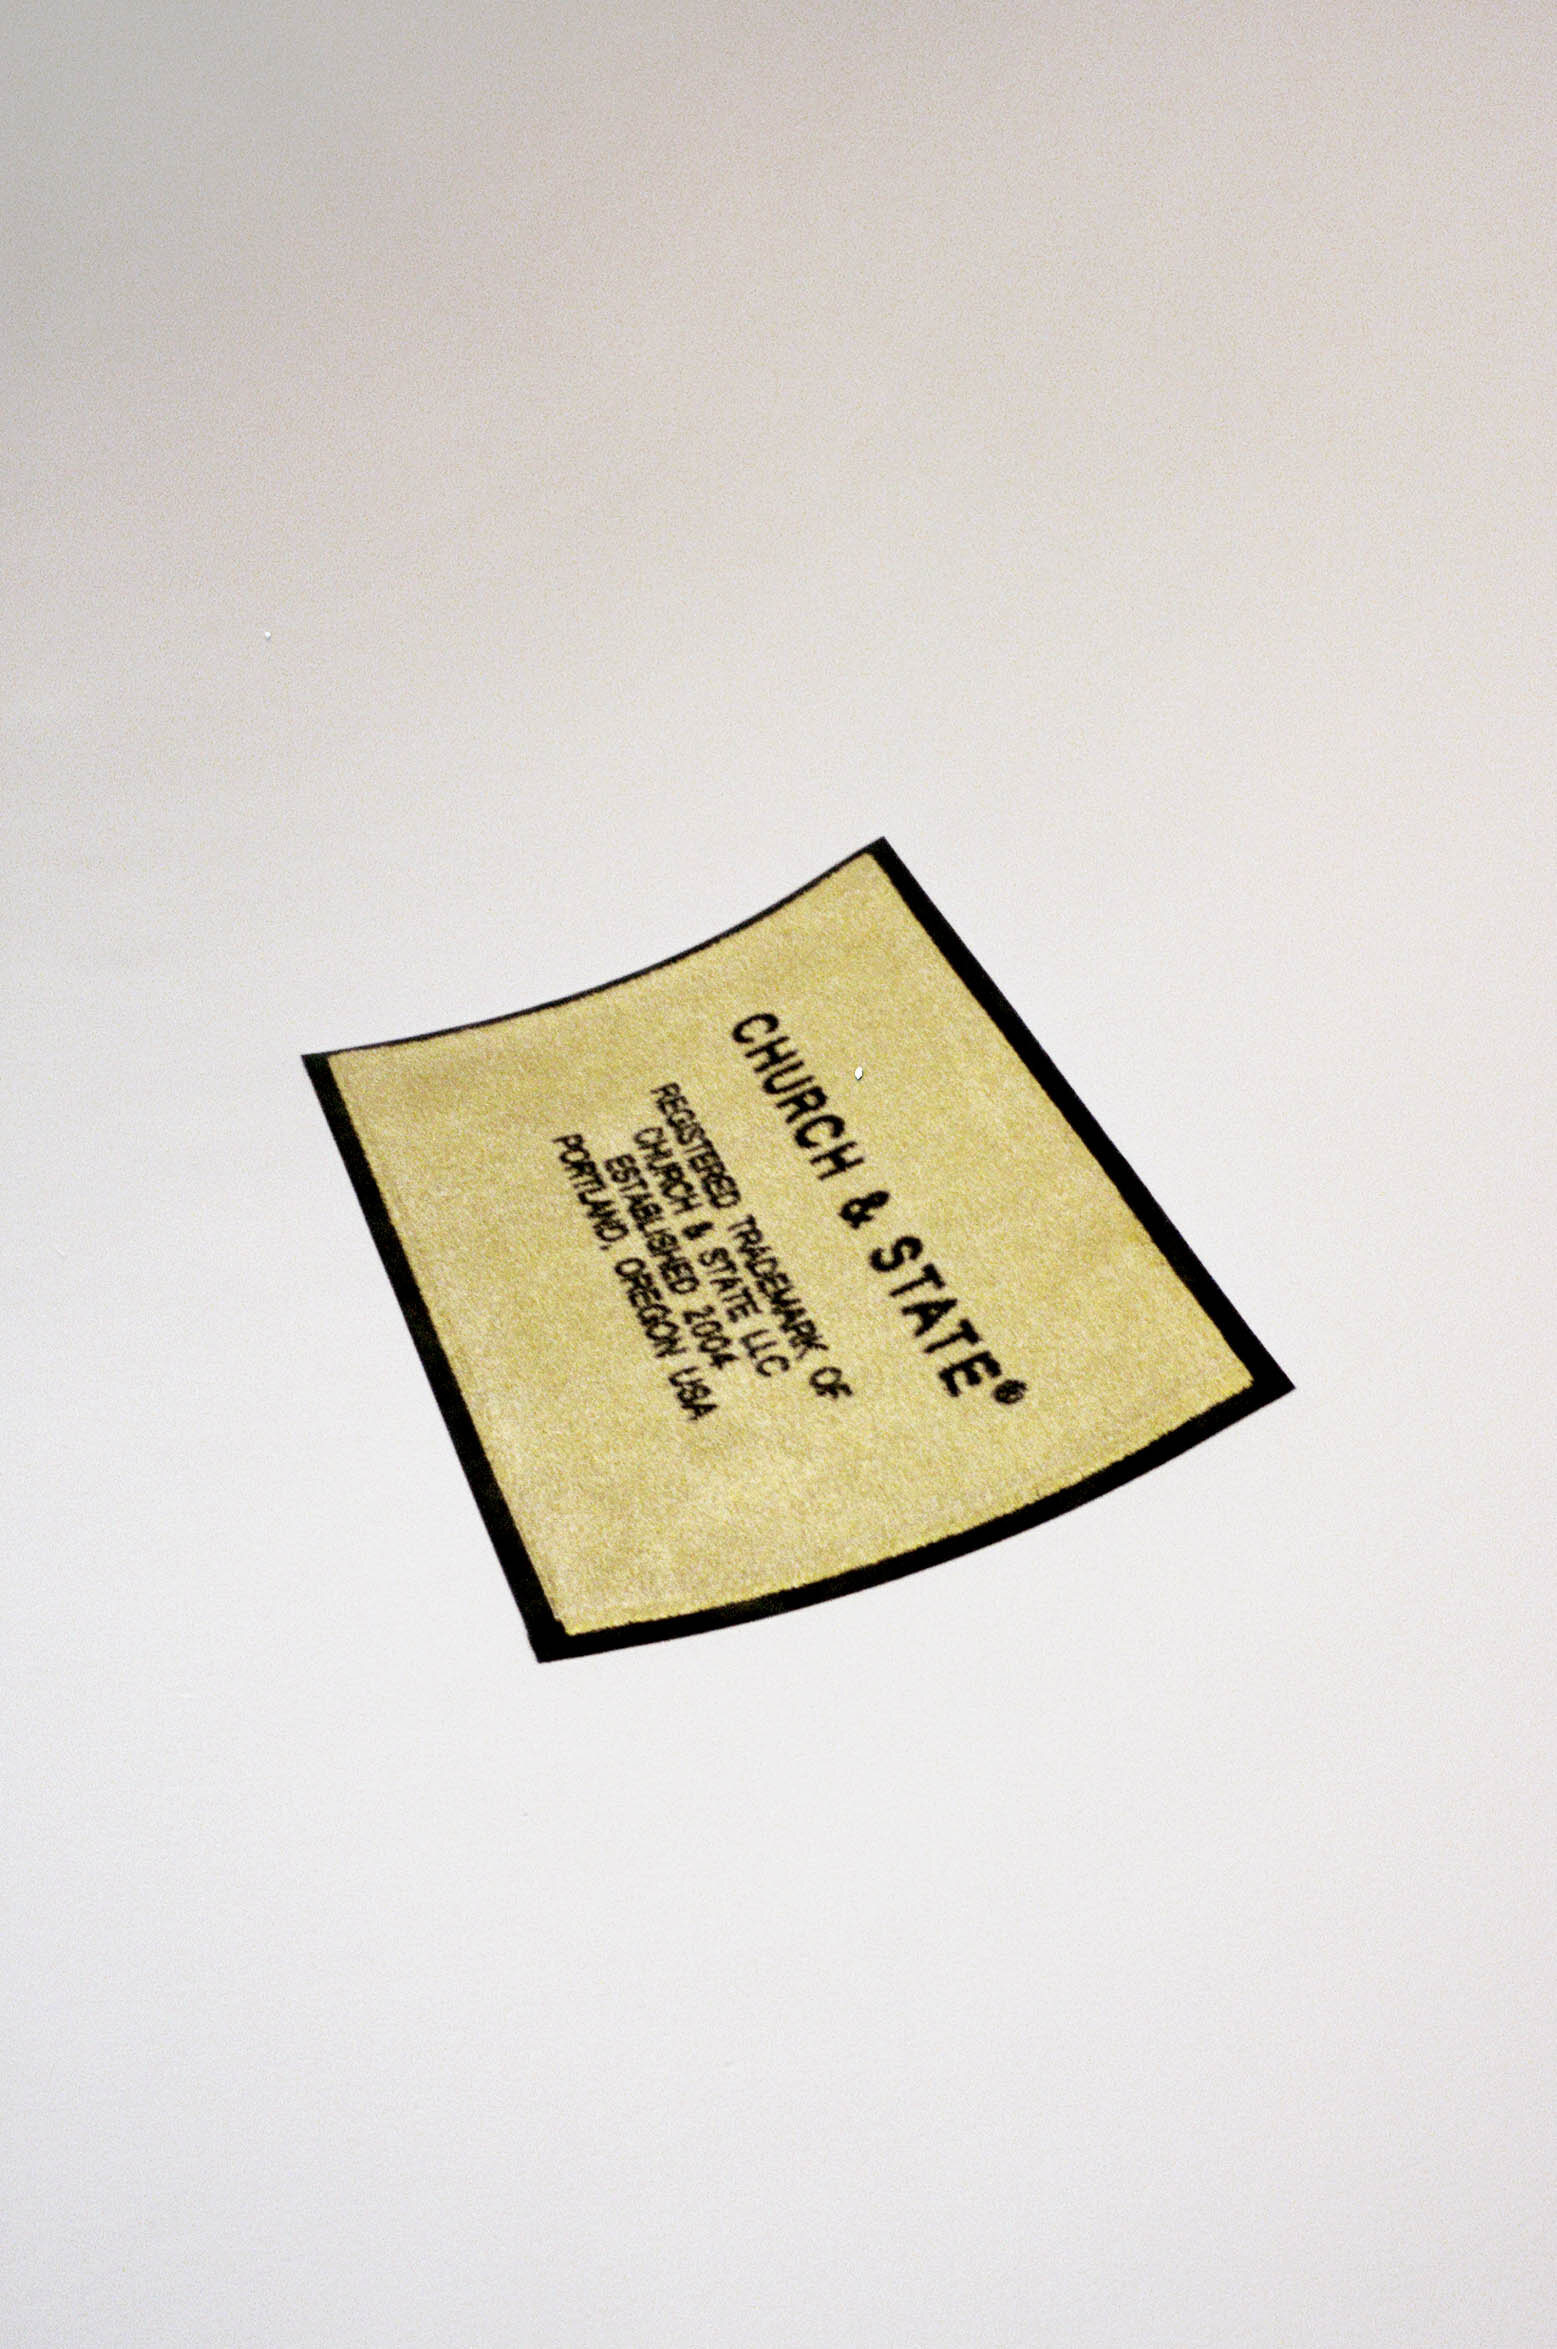 CHURCH & STATE®
REGISTERED TRADEMARK OF
CHURCH & STATE LLC
ESTABLISHED 2004
PORTLAND, OREGON USA